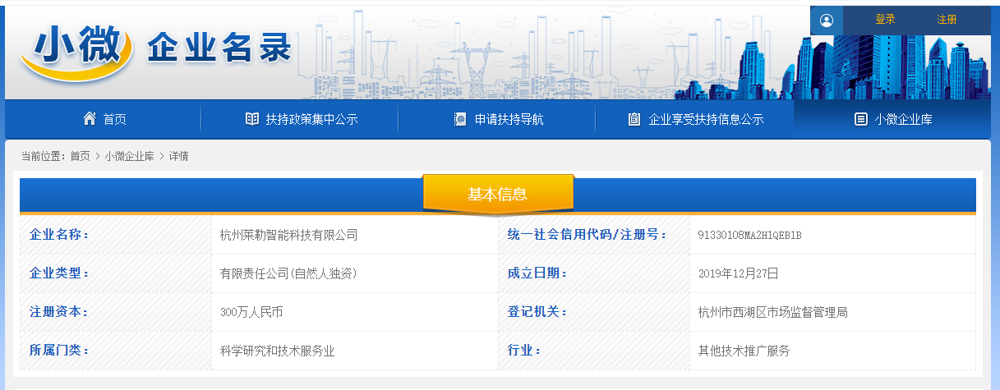 登录 注册
小微 企业名录
首页 扶持政策集中公示 申请扶持导航 企业享受扶持信息公示 小微企业库
当前位置：首页 > 小微企业库 > 详情
基本信息
企业名称： 杭州莱勒智能科技有限公司 统一社会信用代码/注册号： 91330108MA2H1QEB1B
企业类型： 有限责任公司(自然人独资) 成立日期： 2019年12月27日
注册资本： 300万人民币 登记机关： 杭州市西湖区市场监督管理局
所属门类： 科学研究和技术服务业 行业： 其他技术推广服务